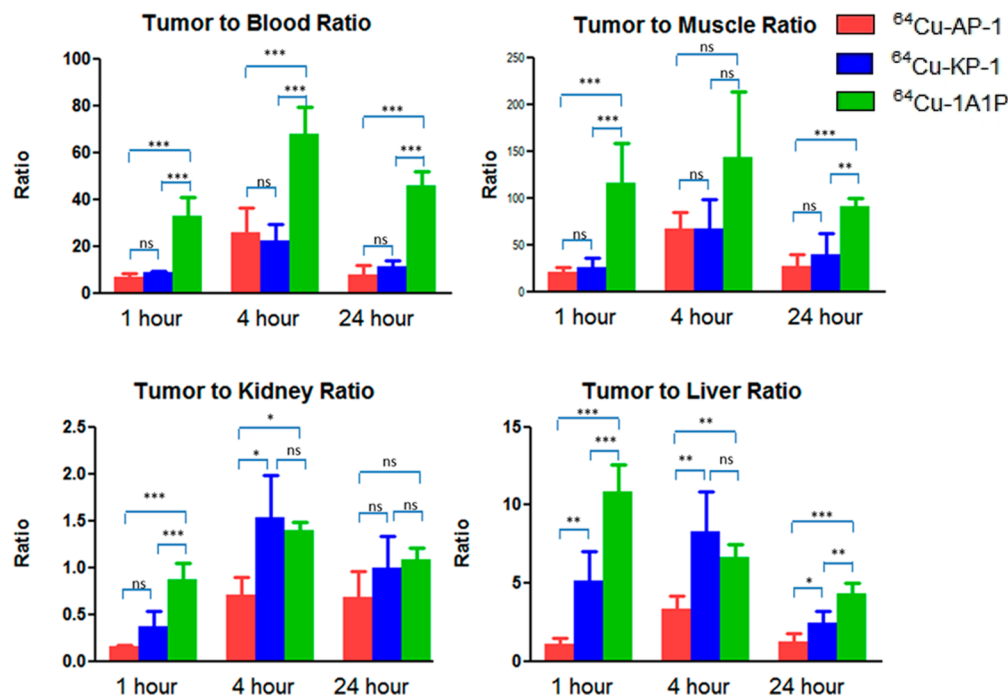 Tumor to Blood Ratio
Ratio
100
80
60
40
20
0
***
***
ns
***
***
ns
***
***
ns
1 hour
4 hour
24 hour
Tumor to Muscle Ratio
Ratio
250
200
150
100
50
0
***
***
ns
ns
ns
ns
***
**
ns
1 hour
4 hour
24 hour
64Cu-AP-1
64Cu-KP-1
64Cu-1A1P
Tumor to Kidney Ratio
Ratio
2.5
2.0
1.5
1.0
0.5
0.0
***
***
ns
*
*
ns
ns
ns
ns
1 hour
4 hour
24 hour
Tumor to Liver Ratio
Ratio
15
10
5
0
***
***
**
**
**
ns
***
**
*
1 hour
4 hour
24 hour